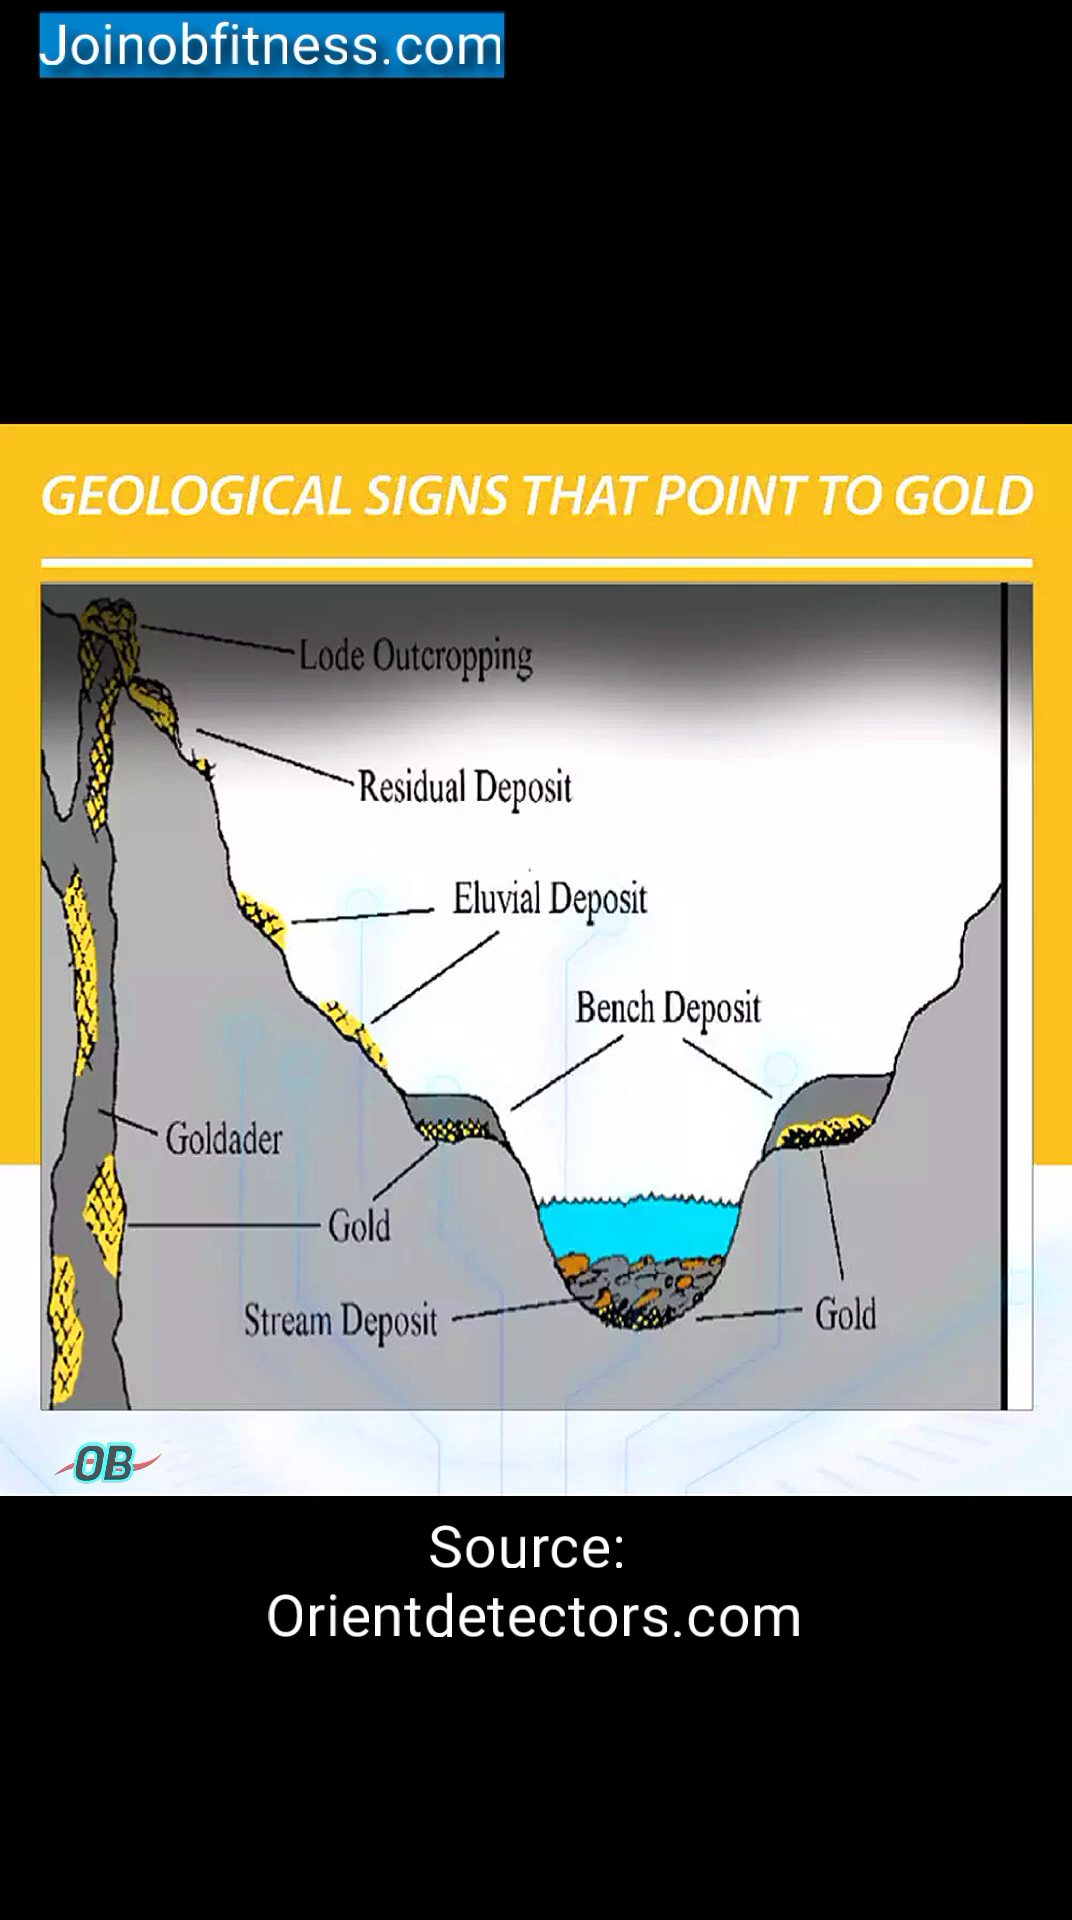 Joinobfitness.com
GEOLOGICAL SIGNS THAT POINT TO GOLD
Lode Outcropping
Residual Deposit
Eluvial Deposit
Bench Deposit
Goldader
Gold
Stream Deposit
Gold
OB
Source:
Orientdetectors.com